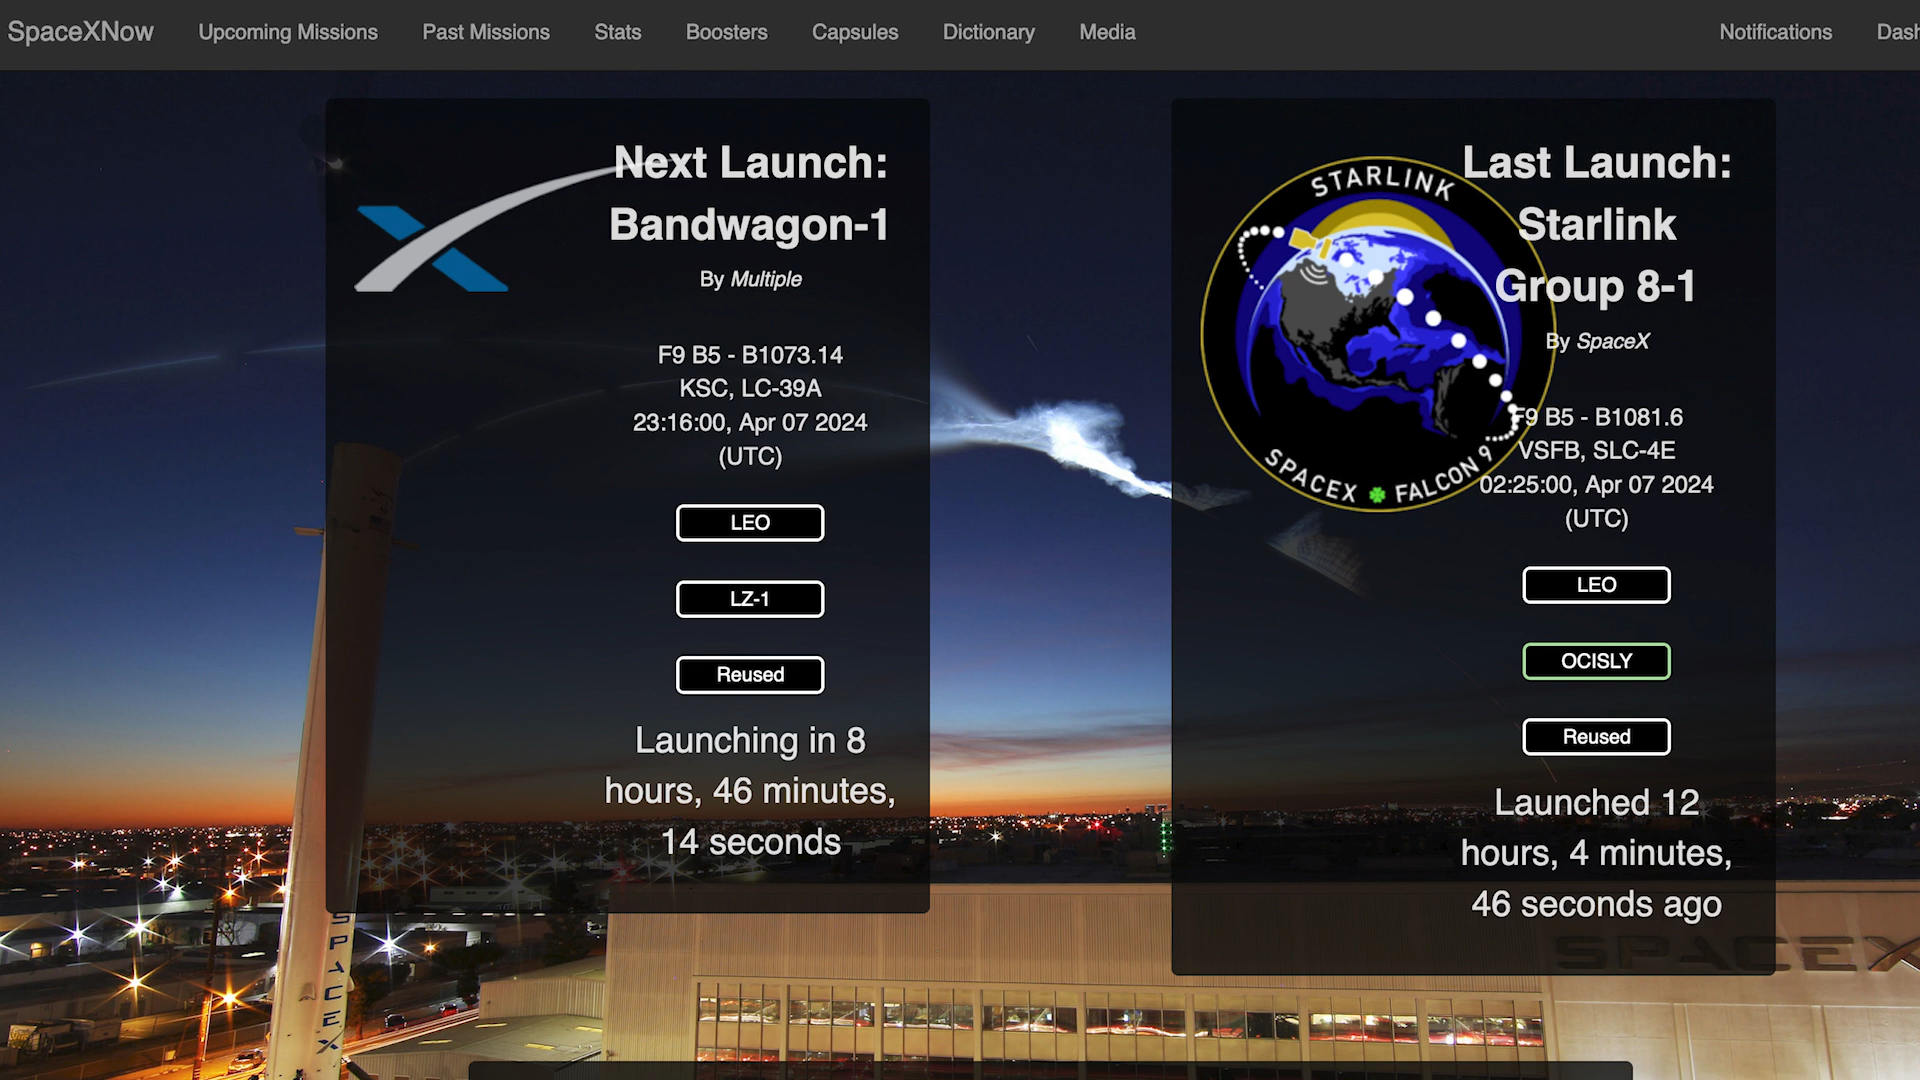 SpaceXNow
Upcoming Missions
Past Missions
Stats
Boosters
Capsules
Dictionary
Media
Notifications
Next Launch:
Bandwagon-1
By Multiple
F9 B5 - B1073.14
KSC, LC-39A
23:16:00, Apr 07 2024
(UTC)
LEO
LZ-1
Reused
Launching in 8
hours, 46 minutes,
14 seconds
STARLINK
SPACEX FALCON 9
Last Launch:
Starlink
Group 8-1
By SpaceX
F9 B5 - B1081.6
VSFB, SLC-4E
02:25:00, Apr 07 2024
(UTC)
LEO
OCISLY
Reused
Launched 12
hours, 4 minutes,
46 seconds ago
SPACEX
SPACEX